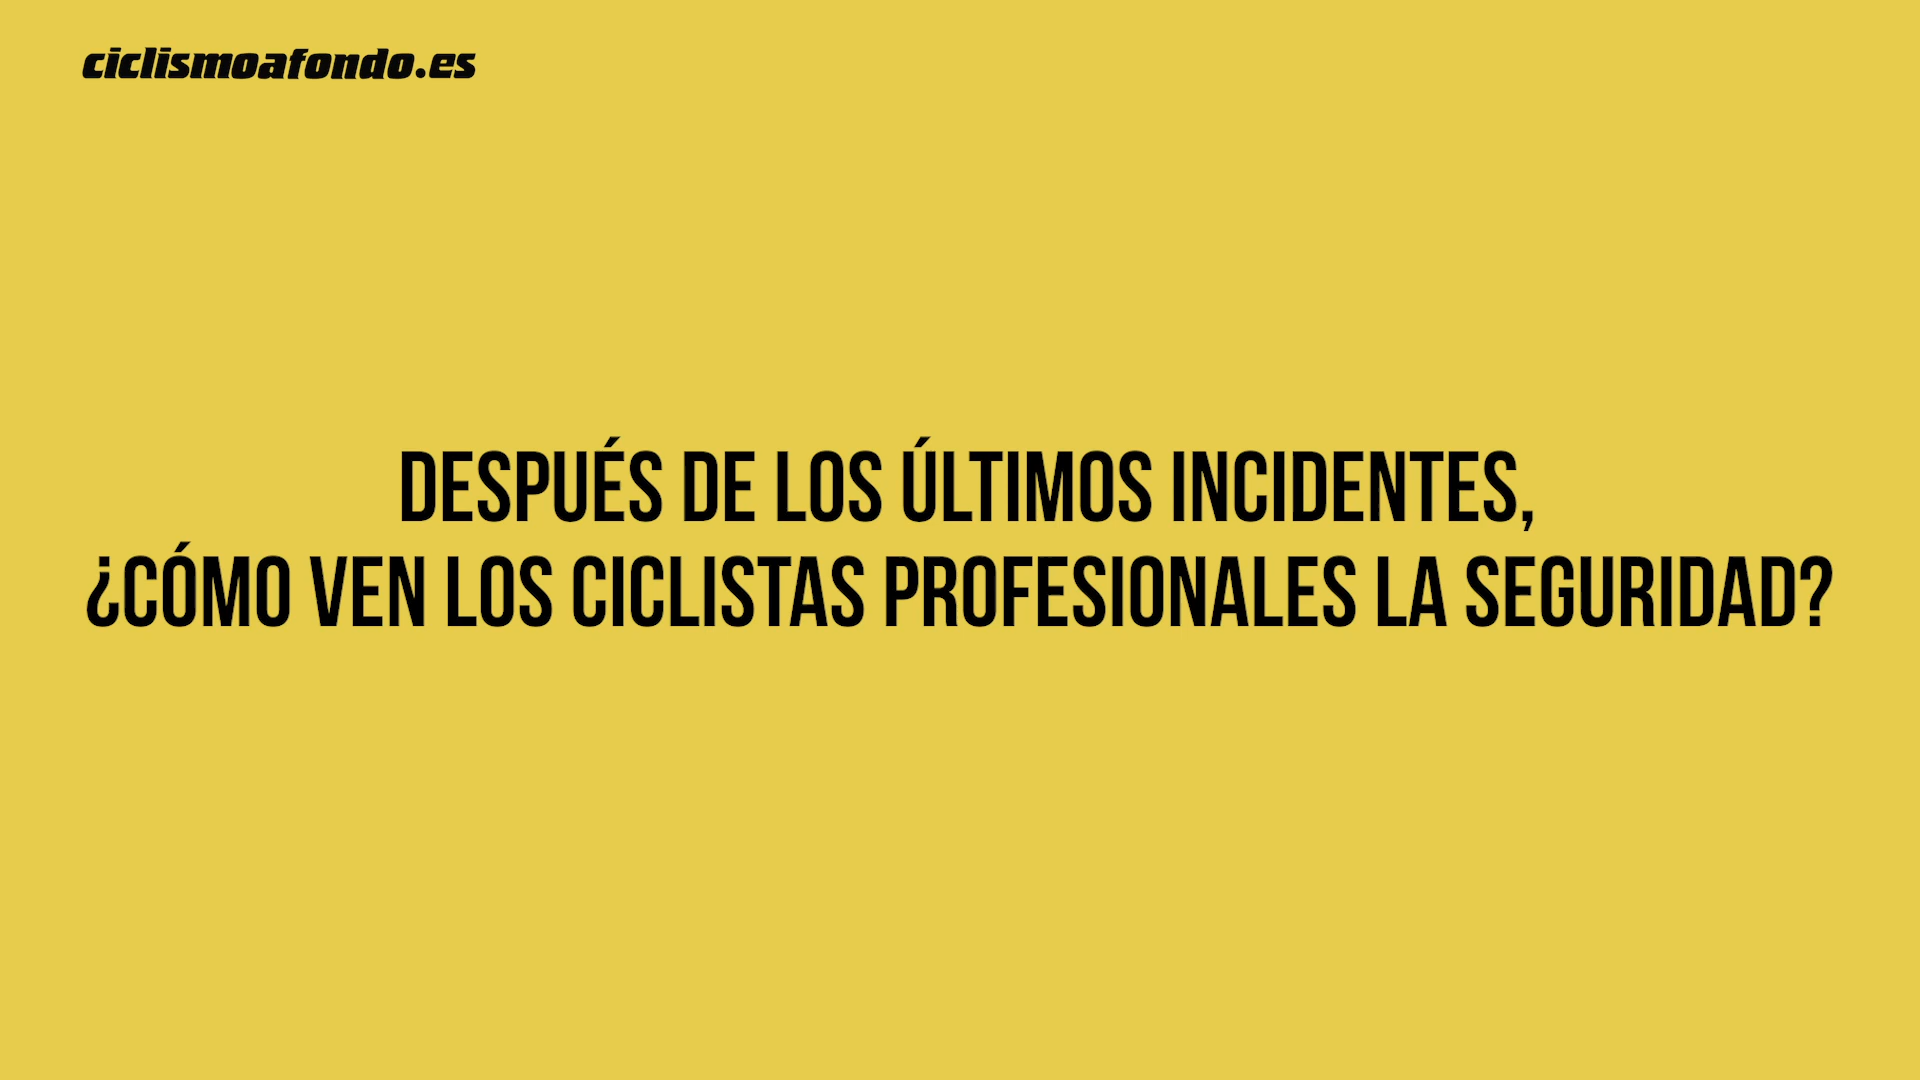 ciclismoafondo.es
DESPUÉS DE LOS ÚLTIMOS INCIDENTES,
¿CÓMO VEN LOS CICLISTAS PROFESIONALES LA SEGURIDAD?